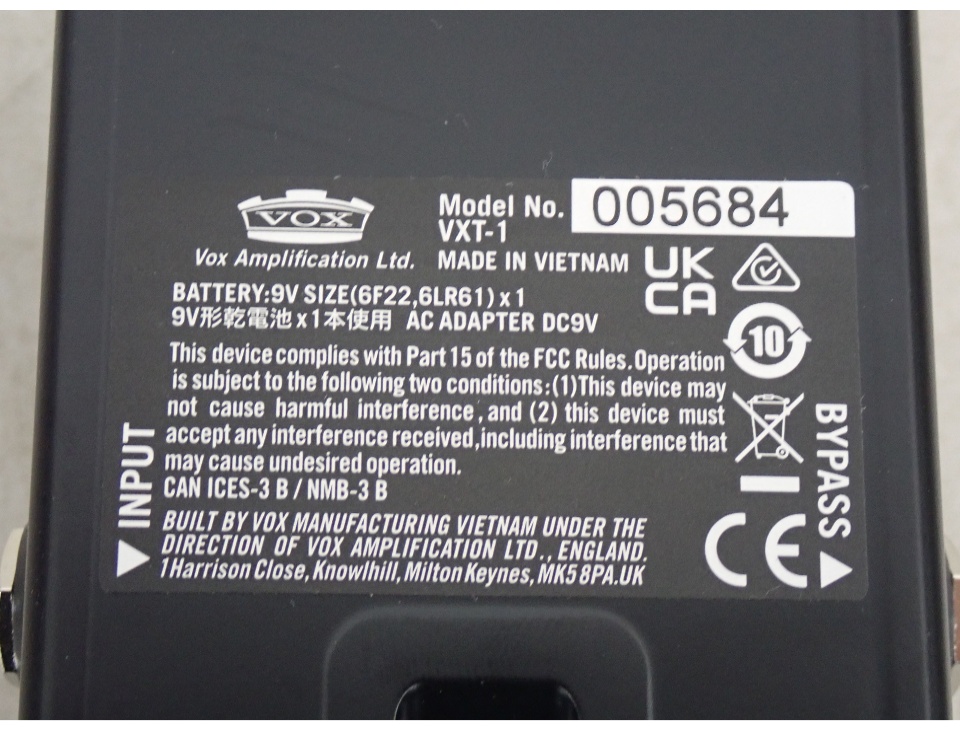 VOX
Vox Amplification Ltd.
Model No.
VXT-1
005684
MADE IN VIETNAM
UK
CA
BATTERY:9V SIZE(6F22,6LR61) x 1
9V形乾電池 x 1本使用 AC ADAPTER DC9V
10
This device complies with Part 15 of the FCC Rules. Operation
is subject to the following two conditions: (1) This device may
not cause harmful interference, and (2) this device must
accept any interference received, including interference that
may cause undesired operation.
CAN ICES-3 B / NMB-3 B
BUILT BY VOX MANUFACTURING VIETNAM UNDER THE
DIRECTION OF VOX AMPLIFICATION LTD., ENGLAND.
1 Harrison Close, Knowlhill, Milton Keynes, MK5 8PA.UK
▼ INPUT
BYPASS ▲
CE